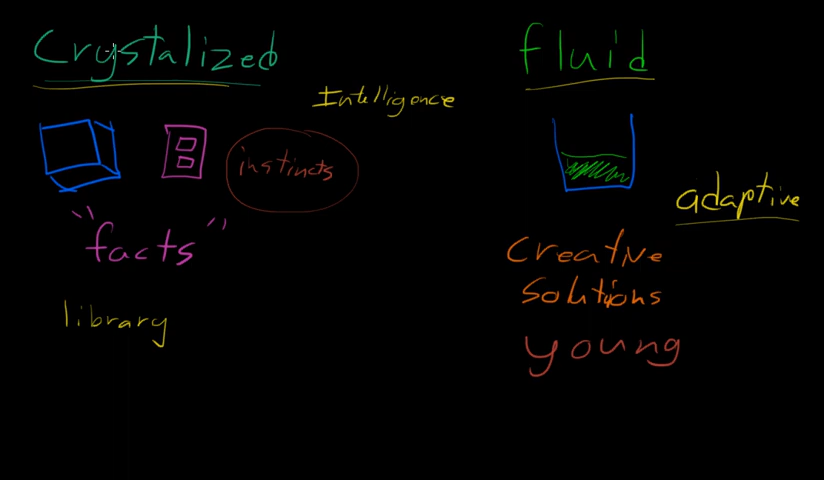 Crystalized
fluid
Intelligence
instincts
adaptive
"facts"
Creative
Solutions
library
young